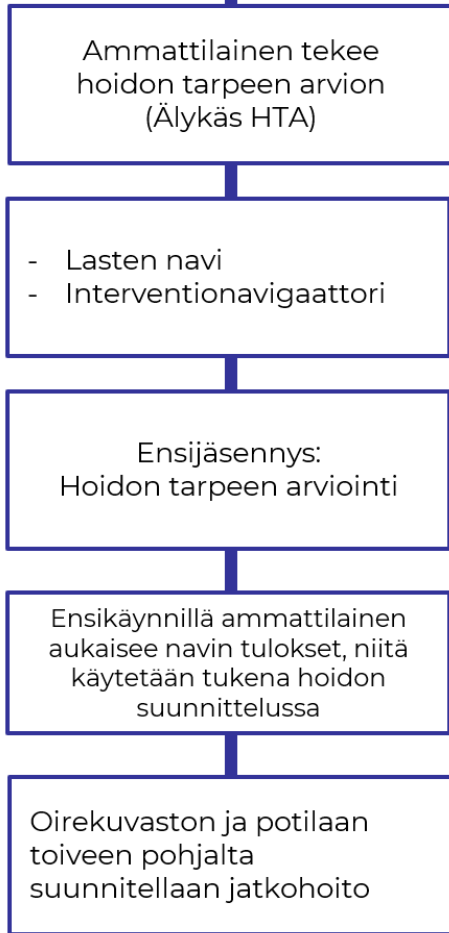 Ammattilainen tekee
hoidon tarpeen arvion
(Älykäs HTA)
- Lasten navi
- Interventionavigaattori
Ensijäsennys:
Hoidon tarpeen arviointi
Ensikäynnillä ammattilainen
aukaisee navin tulokset, niitä
käytetään tukena hoidon
suunnittelussa
Oirekuvaston ja potilaan
toiveen pohjalta
suunnitellaan jatkohoito